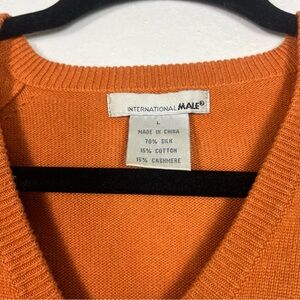 INTERNATIONAL MALE®
L
MADE IN CHINA
70% SILK
15% COTTON
15% CASHMERE